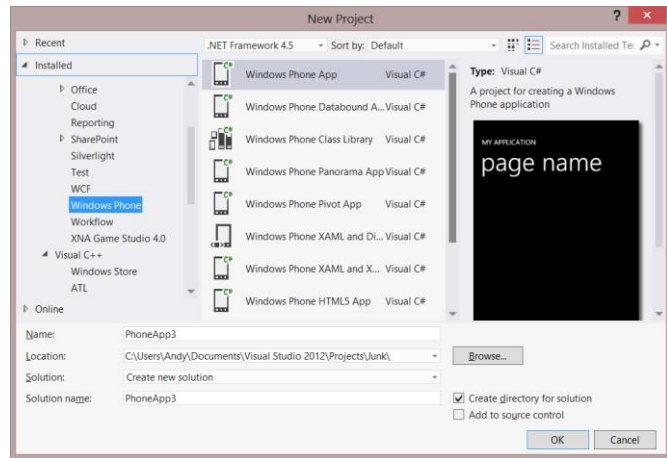 New Project
?
Recent
.NET Framework 4.5
Sort by: Default
Search Installed Te
Installed
Office
Cloud
Reporting
SharePoint
Silverlight
Test
WCF
Windows Phone
Workflow
XNA Game Studio 4.0
Visual C++
Windows Store
ATL
Online
Windows Phone App Visual C#
Windows Phone Databound A... Visual C#
Windows Phone Class Library Visual C#
Windows Phone Panorama App Visual C#
Windows Phone Pivot App Visual C#
Windows Phone XAML and Di... Visual C#
Windows Phone XAML and X... Visual C#
Windows Phone HTML5 App Visual C#
Type: Visual C#
A project for creating a Windows
Phone application
MY APPLICATION
page name
Name: PhoneApp3
Location: C:\Users\Andy\Documents\Visual Studio 2012\Projects\Junk\
Browse...
Solution: Create new solution
Solution name: PhoneApp3
Create directory for solution
Add to source control
OK Cancel